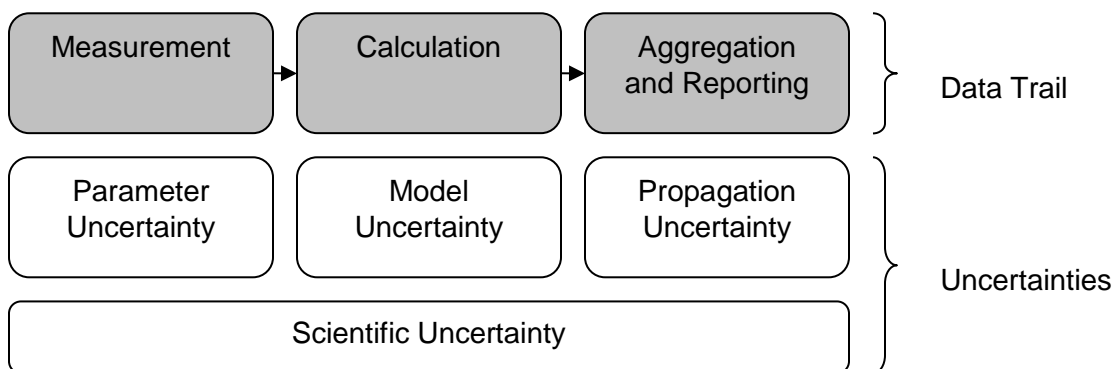 Measurement
Calculation
Aggregation
and Reporting
Data Trail
Parameter
Uncertainty
Model
Uncertainty
Propagation
Uncertainty
Uncertainties
Scientific Uncertainty